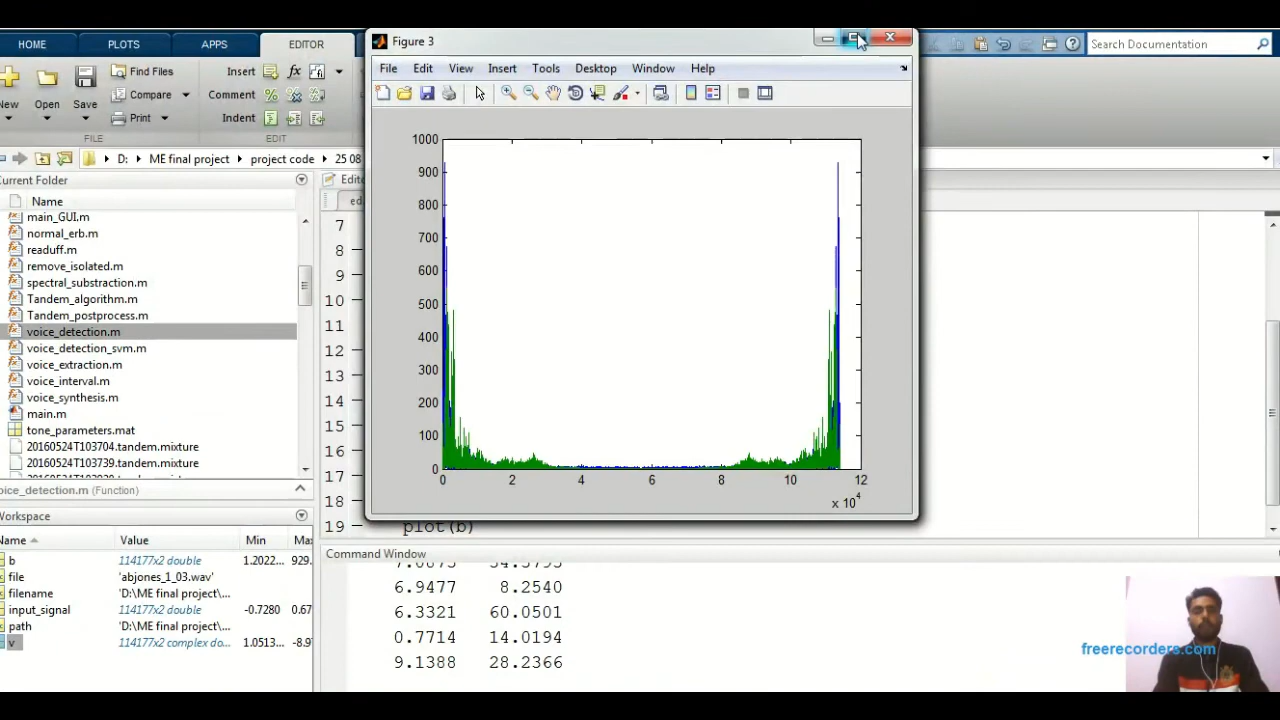 Figure 3
HOME PLOTS APPS EDITOR
Search Documentation
File Edit View Insert Tools Desktop Window Help
Find Files
Compare
Print
Insert
Comment
Indent
New Open Save
FILE EDIT
D: ME final project project code 25 08
Current Folder
Name
main_GUI.m
normal_erb.m
readuff.m
remove_isolated.m
spectral_substraction.m
Tandem_algorithm.m
Tandem_postprocess.m
voice_detection.m
voice_detection_svm.m
voice_extraction.m
voice_interval.m
voice_synthesis.m
main.m
tone_parameters.mat
20160524T103704.tandem.mixture
20160524T103739.tandem.mixture
oice_detection.m (Function)
Workspace
Name Value Min Max
b 114177x2 double 1.2022... 929.
file 'abjones_1_03.wav'
filename 'D:\ME final project\...
input_signal 114177x2 double -0.7280 0.67
path 'D:\ME final project\...
v 114177x2 complex do... 1.0513... -8.9
Edito
ed
7
8
9
10
11
12
13
14
15
16
17
18
19 plot(b)
1000
900
800
700
600
500
400
300
200
100
0
0 2 4 6 8 10 12
x 10^4
Command Window
6.9477 8.2540
6.3321 60.0501
0.7714 14.0194
9.1388 28.2366
freerecorders.com